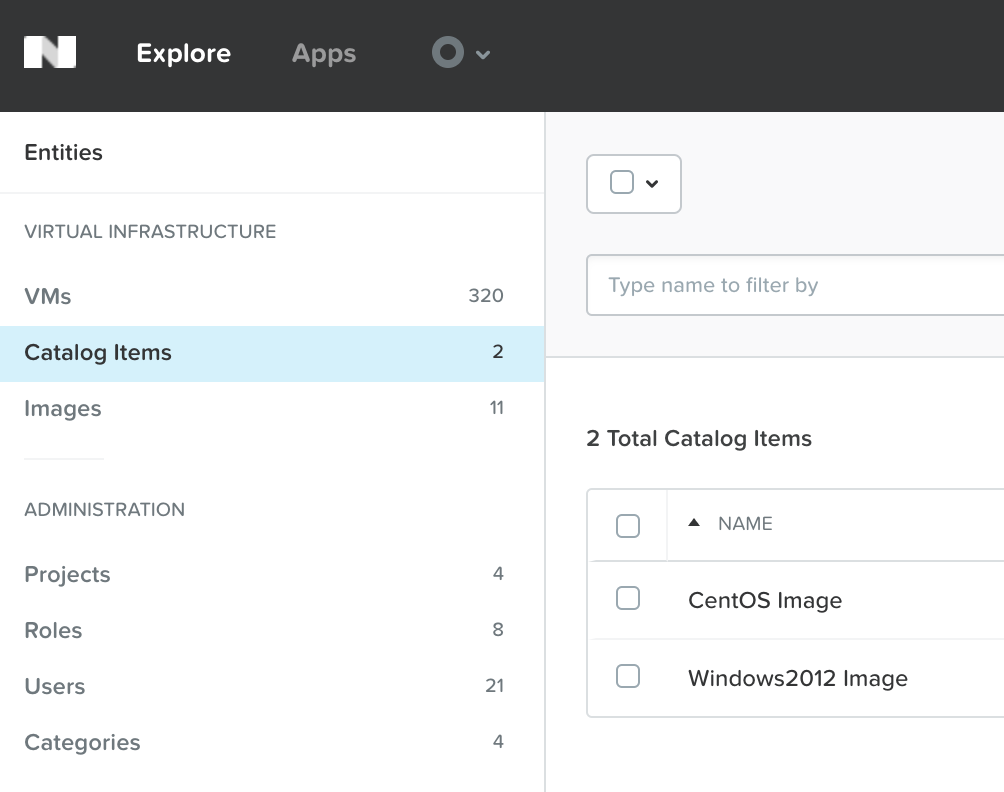 Explore Apps
Entities
VIRTUAL INFRASTRUCTURE
VMs 320
Catalog Items 2
Images 11
ADMINISTRATION
Projects 4
Roles 8
Users 21
Categories 4
Type name to filter by
2 Total Catalog Items
NAME
CentOS Image
Windows2012 Image